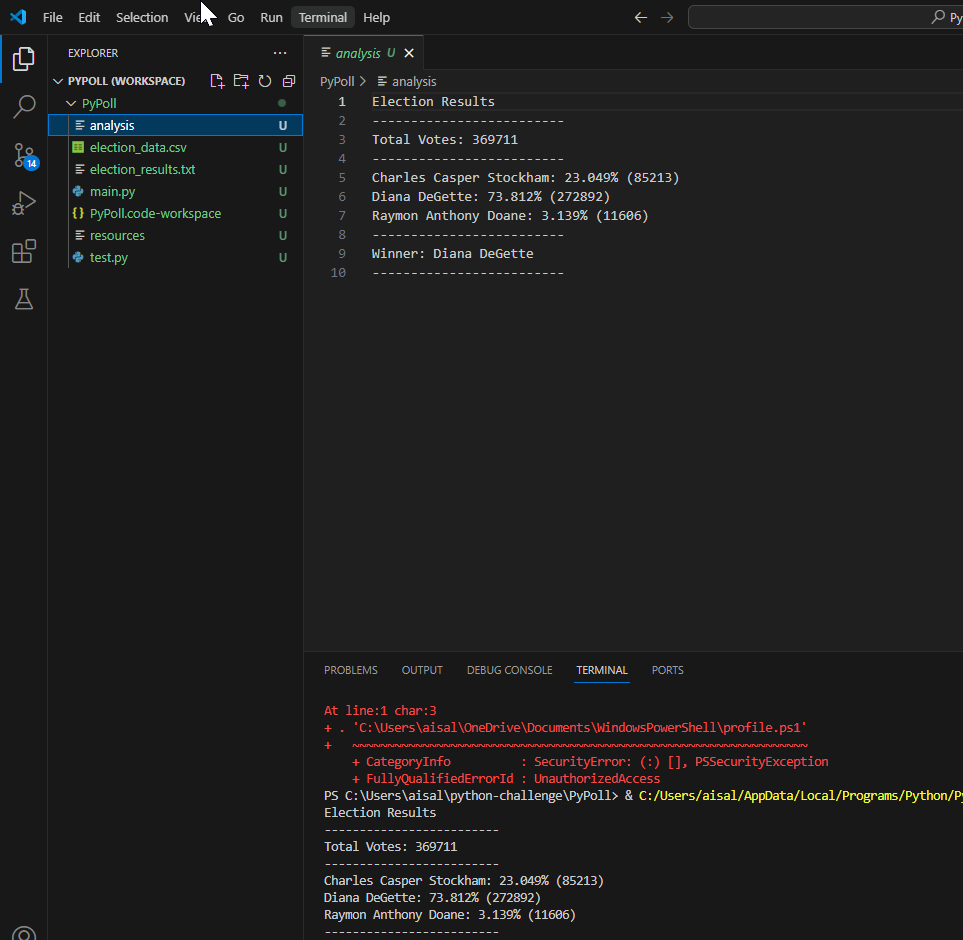 File Edit Selection Vie Go Run Terminal Help
Py
EXPLORER ...
PYPOLL (WORKSPACE)
PyPoll
analysis U
election_data.csv U
election_results.txt U
main.py U
PyPoll.code-workspace U
resources U
test.py U
14
analysis U
PyPoll > analysis
1 Election Results
2 -------------------------
3 Total Votes: 369711
4 -------------------------
5 Charles Casper Stockham: 23.049% (85213)
6 Diana DeGette: 73.812% (272892)
7 Raymon Anthony Doane: 3.139% (11606)
8 -------------------------
9 Winner: Diana DeGette
10 -------------------------
PROBLEMS OUTPUT DEBUG CONSOLE TERMINAL PORTS
At line:1 char:3
+ . 'C:\Users\aisal\OneDrive\Documents\WindowsPowerShell\profile.ps1'
+   ~~~~~~~~~~~~~~~~~~~~~~~~~~~~~~~~~~~~~~~~~~~~~~~~~~~~~~~~~~~~~~~~~
+ CategoryInfo          : SecurityError: (:) [], PSSecurityException
+ FullyQualifiedErrorId : UnauthorizedAccess
PS C:\Users\aisal\python-challenge\PyPoll> & C:/Users/aisal/AppData/Local/Programs/Python/Py
Election Results
-------------------------
Total Votes: 369711
-------------------------
Charles Casper Stockham: 23.049% (85213)
Diana DeGette: 73.812% (272892)
Raymon Anthony Doane: 3.139% (11606)
-------------------------